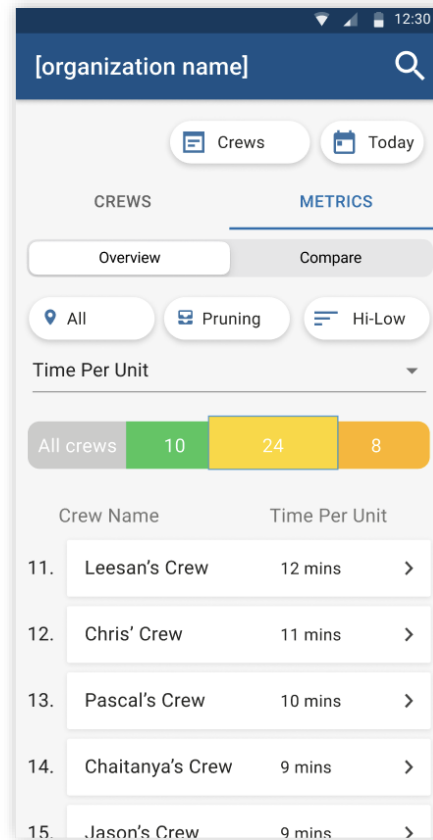 12:30
[organization name]
Crews Today
CREWS METRICS
Overview Compare
All Pruning Hi-Low
Time Per Unit
All crews 10 24 8
Crew Name Time Per Unit
11. Leesan's Crew 12 mins
12. Chris' Crew 11 mins
13. Pascal's Crew 10 mins
14. Chaitanya's Crew 9 mins
15. Jason's Crew 9 mins